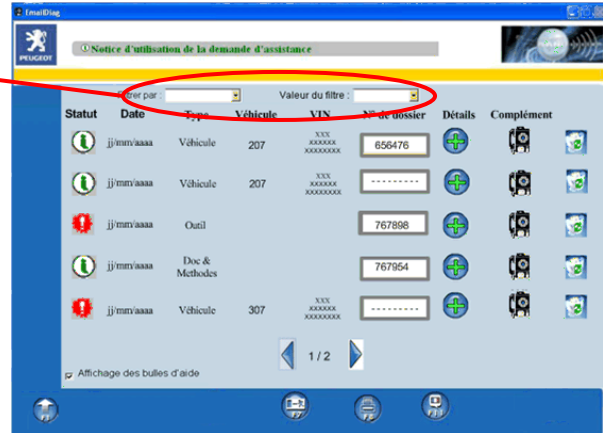 EmailDiag
PEUGEOT
Notice d'utilisation de la demande d'assistance
Filtrer par : Valeur du filtre :
Statut Date Type Véhicule VIN N° de dossier Détails Complément
jj/mm/aaaa Véhicule 207 XXX XXXXXX XXXXXXXX 656476
jj/mm/aaaa Véhicule 207 XXX XXXXXX XXXXXXXX ---------
jj/mm/aaaa Outil 767898
jj/mm/aaaa Doc & Methodes 767954
jj/mm/aaaa Véhicule 307 XXX XXXXXX XXXXXXXX ---------
1 / 2
Affichage des bulles d'aide